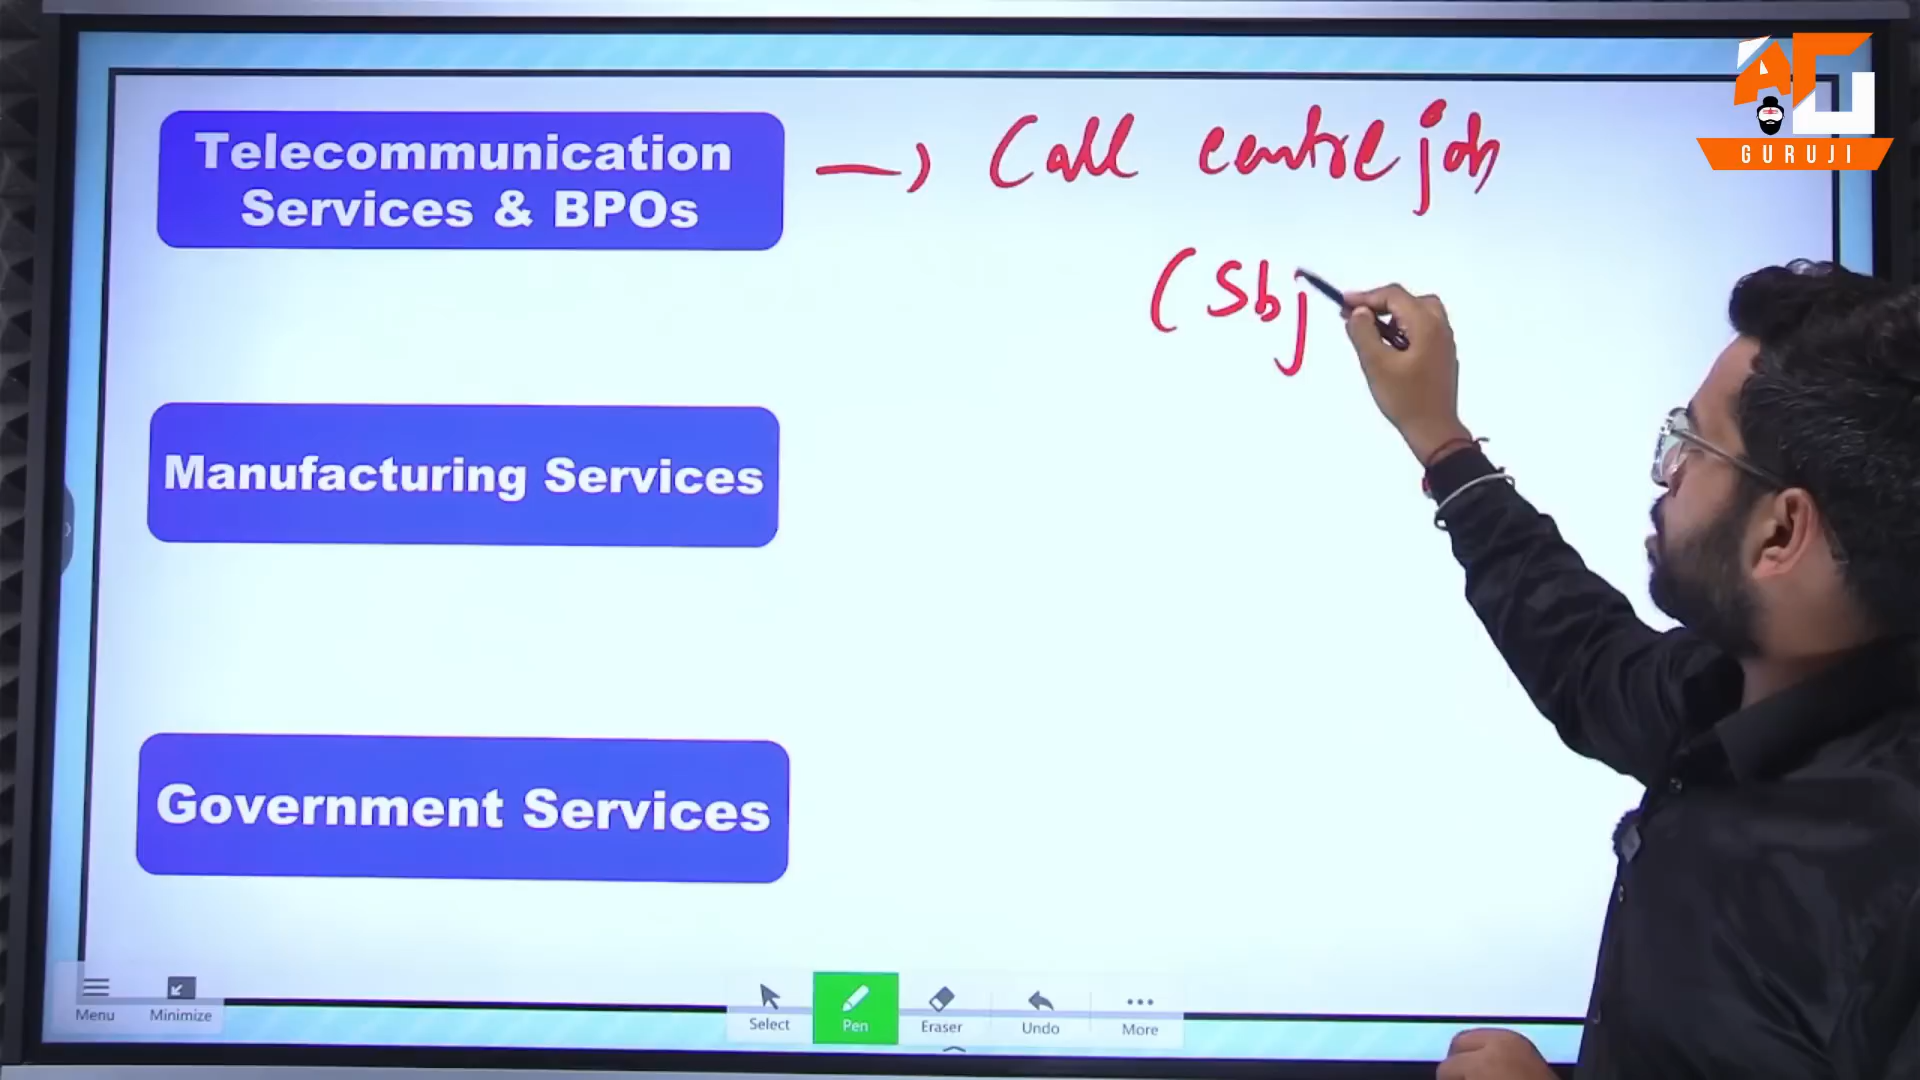 AG
GURUJI
Telecommunication
Services & BPOs
Call centre job
(Sbj
Manufacturing Services
Government Services
Menu
Minimize
Select
Pen
Eraser
Undo
More